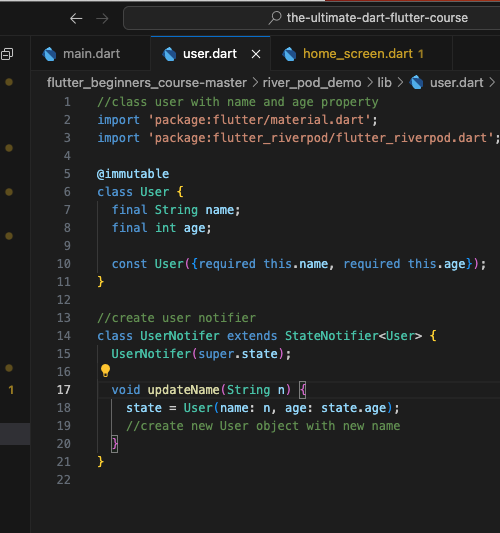 the-ultimate-dart-flutter-course
main.dart user.dart home_screen.dart 1
flutter_beginners_course-master > river_pod_demo > lib > user.dart >
1 //class user with name and age property
2 import 'package:flutter/material.dart';
3 import 'package:flutter_riverpod/flutter_riverpod.dart';
4
5 @immutable
6 class User {
7 final String name;
8 final int age;
9
10 const User({required this.name, required this.age});
11 }
12
13 //create user notifier
14 class UserNotifer extends StateNotifier<User> {
15 UserNotifer(super.state);
16
1
17 void updateName(String n) {
18 state = User(name: n, age: state.age);
19 //create new User object with new name
20 }
21 }
22